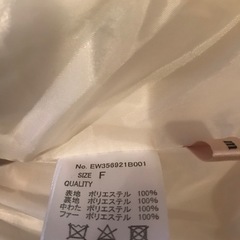 No. EW358921B001
SIZE F
QUALITY
表地 ポリエステル 100%
裏地 ポリエステル 100%
中わた ポリエステル 100%
ファー ポリエステル 100%